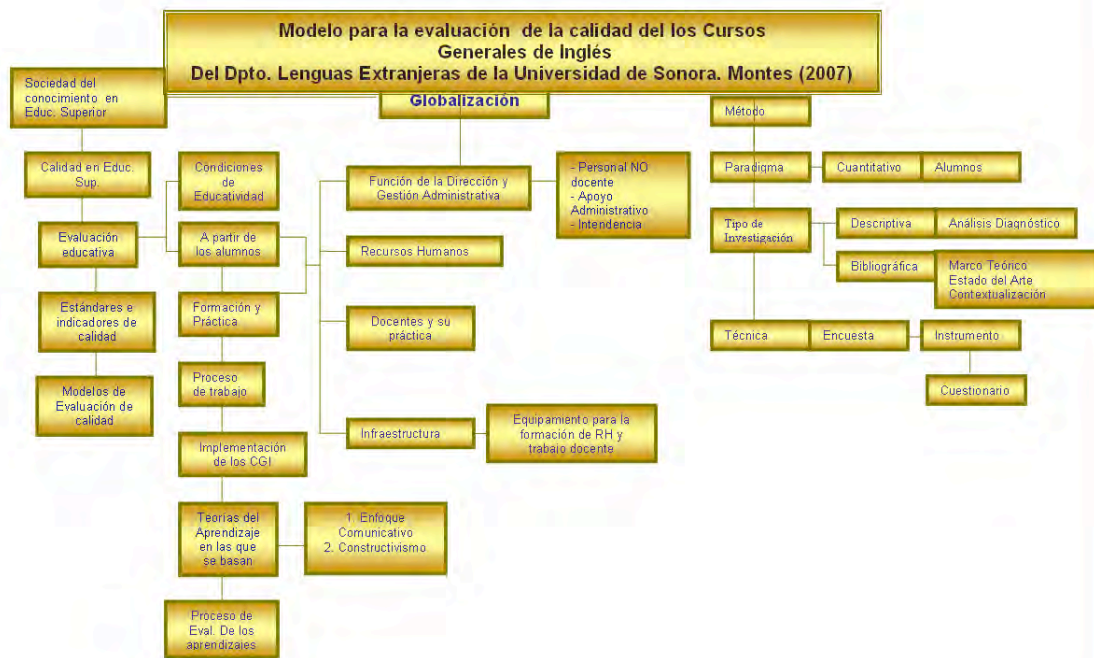 Modelo para la evaluación de la calidad del los Cursos
Generales de Inglés
Del Dpto. Lenguas Extranjeras de la Universidad de Sonora. Montes (2007)
Sociedad del
conocimiento en
Educ. Superior
Calidad en Educ.
Sup.
Evaluación
educativa
Estándares e
indicadores de
calidad
Modelos de
Evaluación de
calidad
Condiciones
de
Educatividad
A partir de
los alumnos
Formación y
Práctica
Proceso
de trabajo
Implementación
de los CGI
Teorías del
Aprendizaje
en las que
se basan
1. Enfoque
Comunicativo
2. Constructivismo
Proceso de
Eval. De los
aprendizajes
Globalización
Función de la Dirección y
Gestión Administrativa
- Personal NO
docente
- Apoyo
Administrativo
- Intendencia
Recursos Humanos
Docentes y su
práctica
Infraestructura
Equipamiento para la
formación de RH y
trabajo docente
Método
Paradigma
Cuantitativo
Alumnos
Tipo de
Investigación
Descriptiva
Análisis Diagnóstico
Bibliográfica
Marco Teórico
Estado del Arte
Contextualización
Técnica
Encuesta
Instrumento
Cuestionario